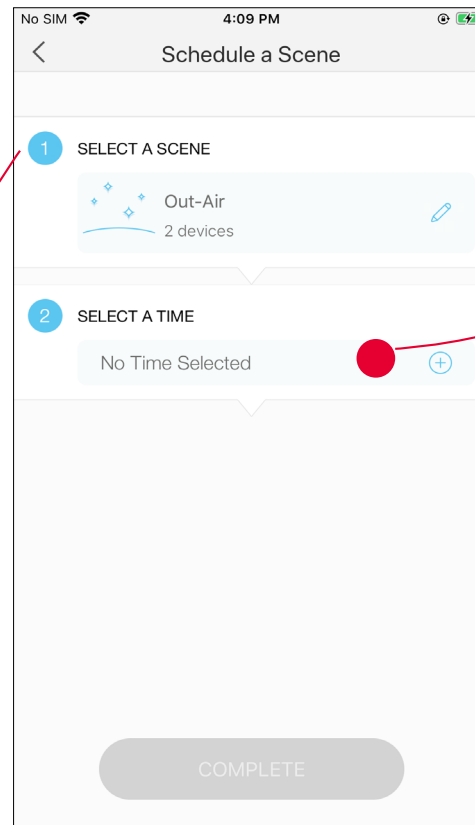 No SIM 4:09 PM
Schedule a Scene
1 SELECT A SCENE
Out-Air
2 devices
2 SELECT A TIME
No Time Selected
COMPLETE